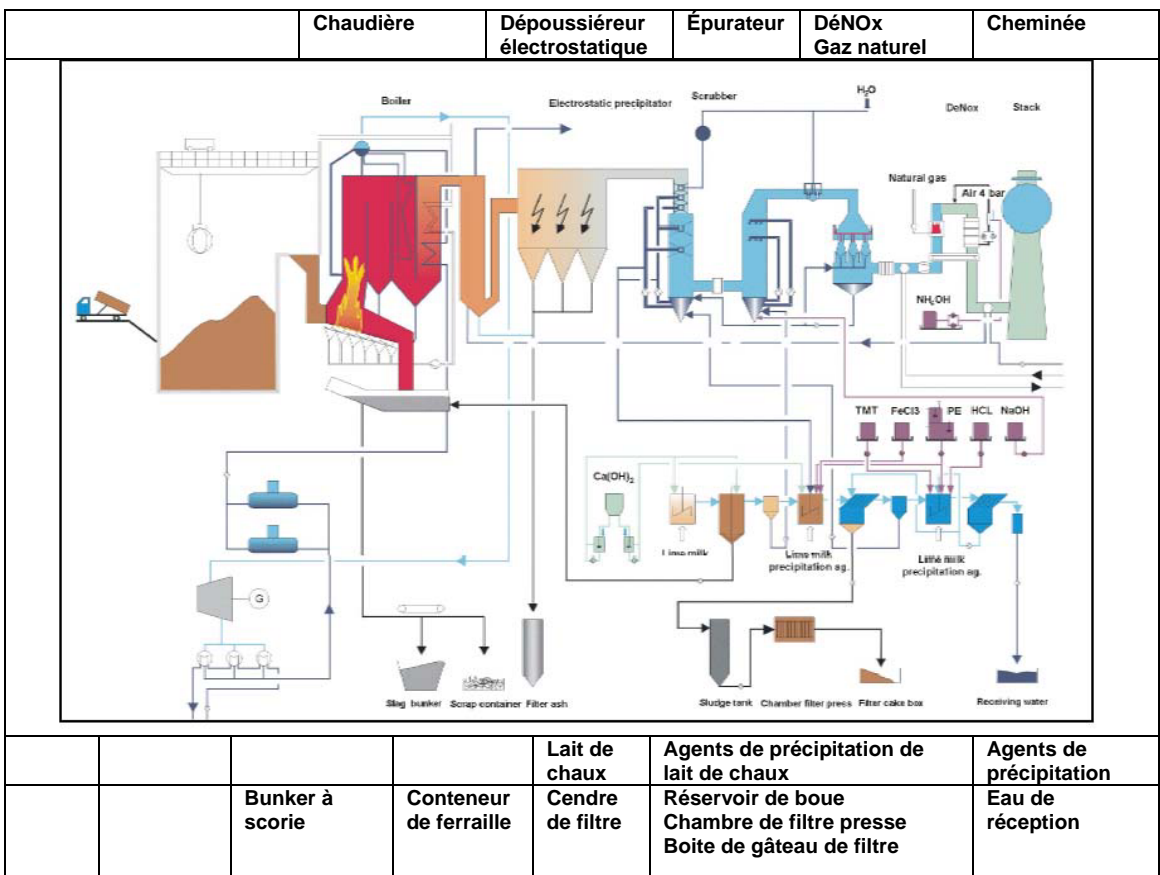 Chaudière
Dépoussiéreur
électrostatique
Épurateur
DéNOx
Gaz naturel
Cheminée
Boiler
Electrostatic precipitator
Scrubber
H₂O
DeNox
Stack
Natural gas
Air 4 bar
NH₄OH
TMT
FeCl3
PE
HCL
NaOH
Ca(OH)₂
Lime milk
Lime milk
precipitation ag.
precipitation ag.
G
Slag bunker
Scrap container
Filter ash
Sludge tank
Chamber filter press
Filter cake box
Receiving water
Lait de
chaux
Agents de précipitation de
lait de chaux
Agents de
précipitation
Bunker à
scorie
Conteneur
de ferraille
Cendre
de filtre
Réservoir de boue
Chambre de filtre presse
Boite de gâteau de filtre
Eau de
réception